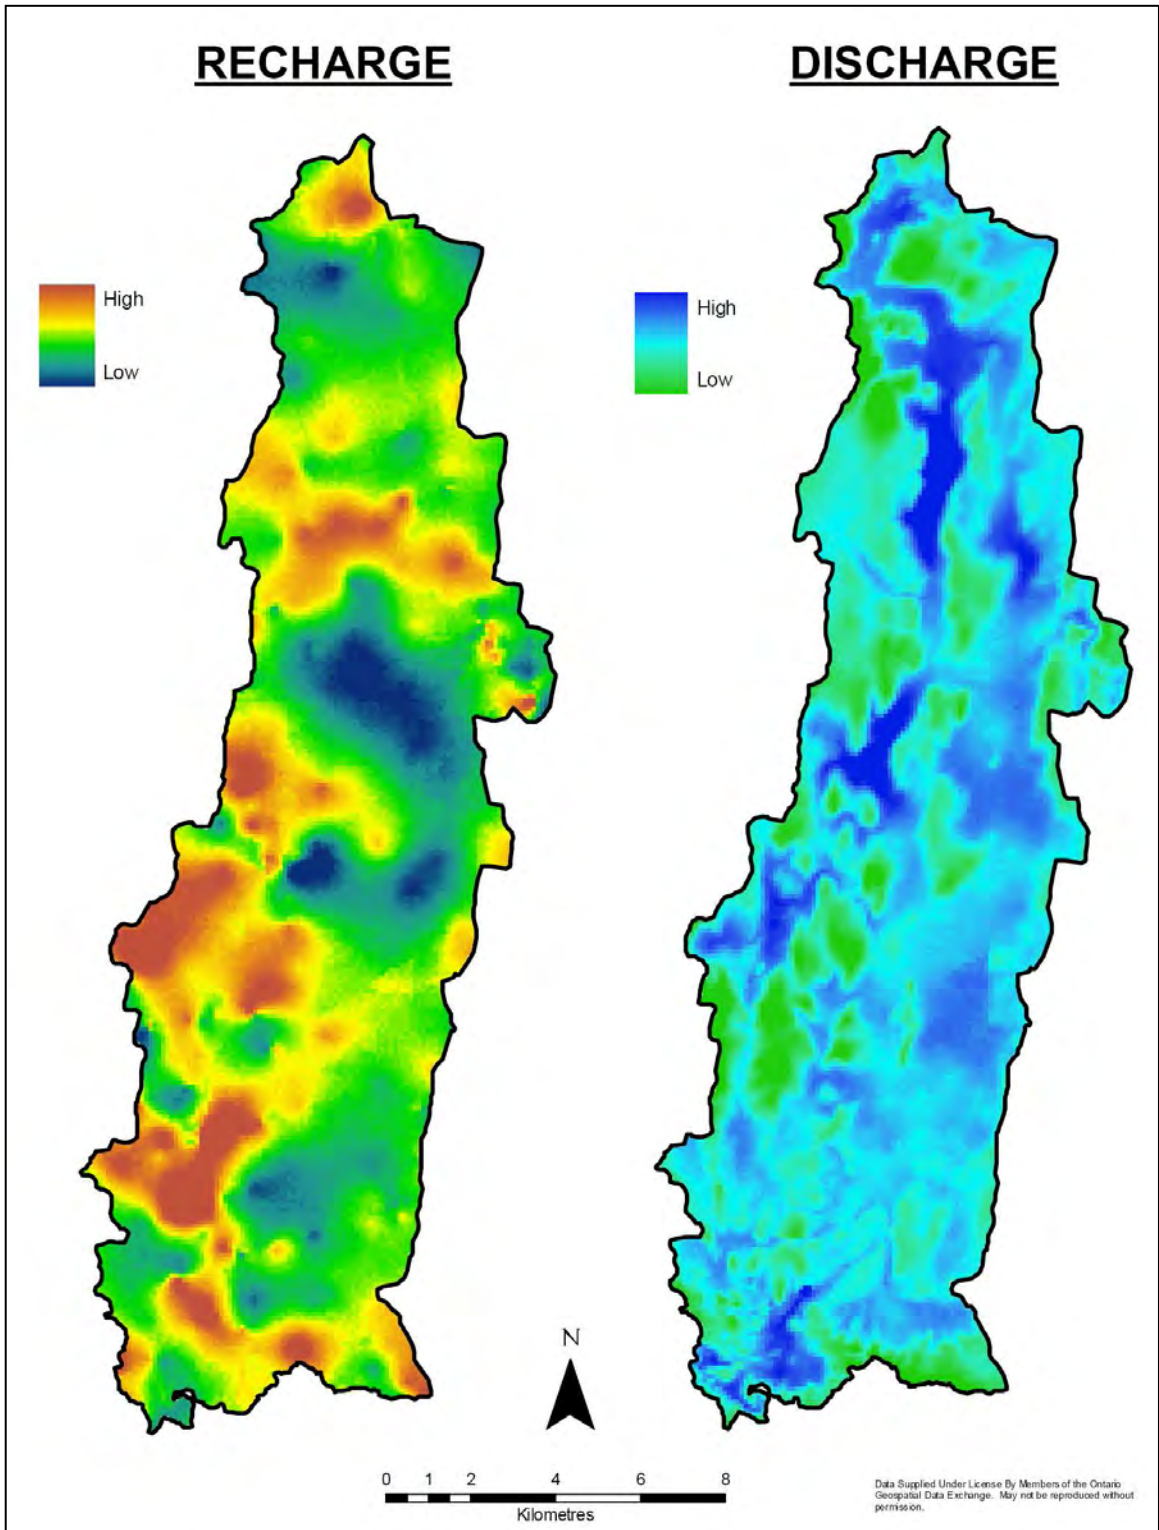 RECHARGE
DISCHARGE
High
Low
High
Low
N
0 1 2 4 6 8
Kilometres
Data Supplied Under License By Members of the Ontario
Geospatial Data Exchange. May not be reproduced without
permission.